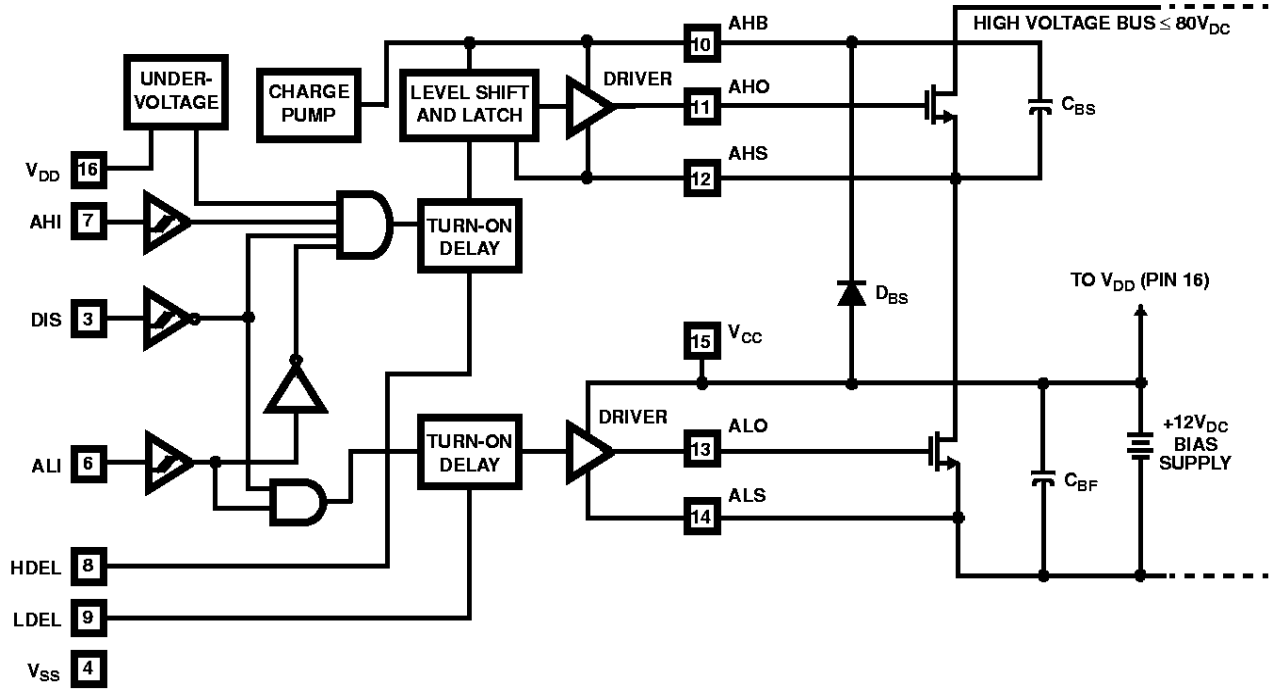 AHB
10
HIGH VOLTAGE BUS ≤ 80VDC
UNDER-
VOLTAGE
CHARGE
PUMP
LEVEL SHIFT
AND LATCH
DRIVER
AHO
11
CBS
AHS
12
VDD
16
AHI
7
TURN-ON
DELAY
DIS
3
DBS
TO VDD (PIN 16)
VCC
15
DRIVER
ALO
13
TURN-ON
DELAY
+12VDC
BIAS
SUPPLY
ALI
6
CBF
ALS
14
HDEL
8
LDEL
9
VSS
4